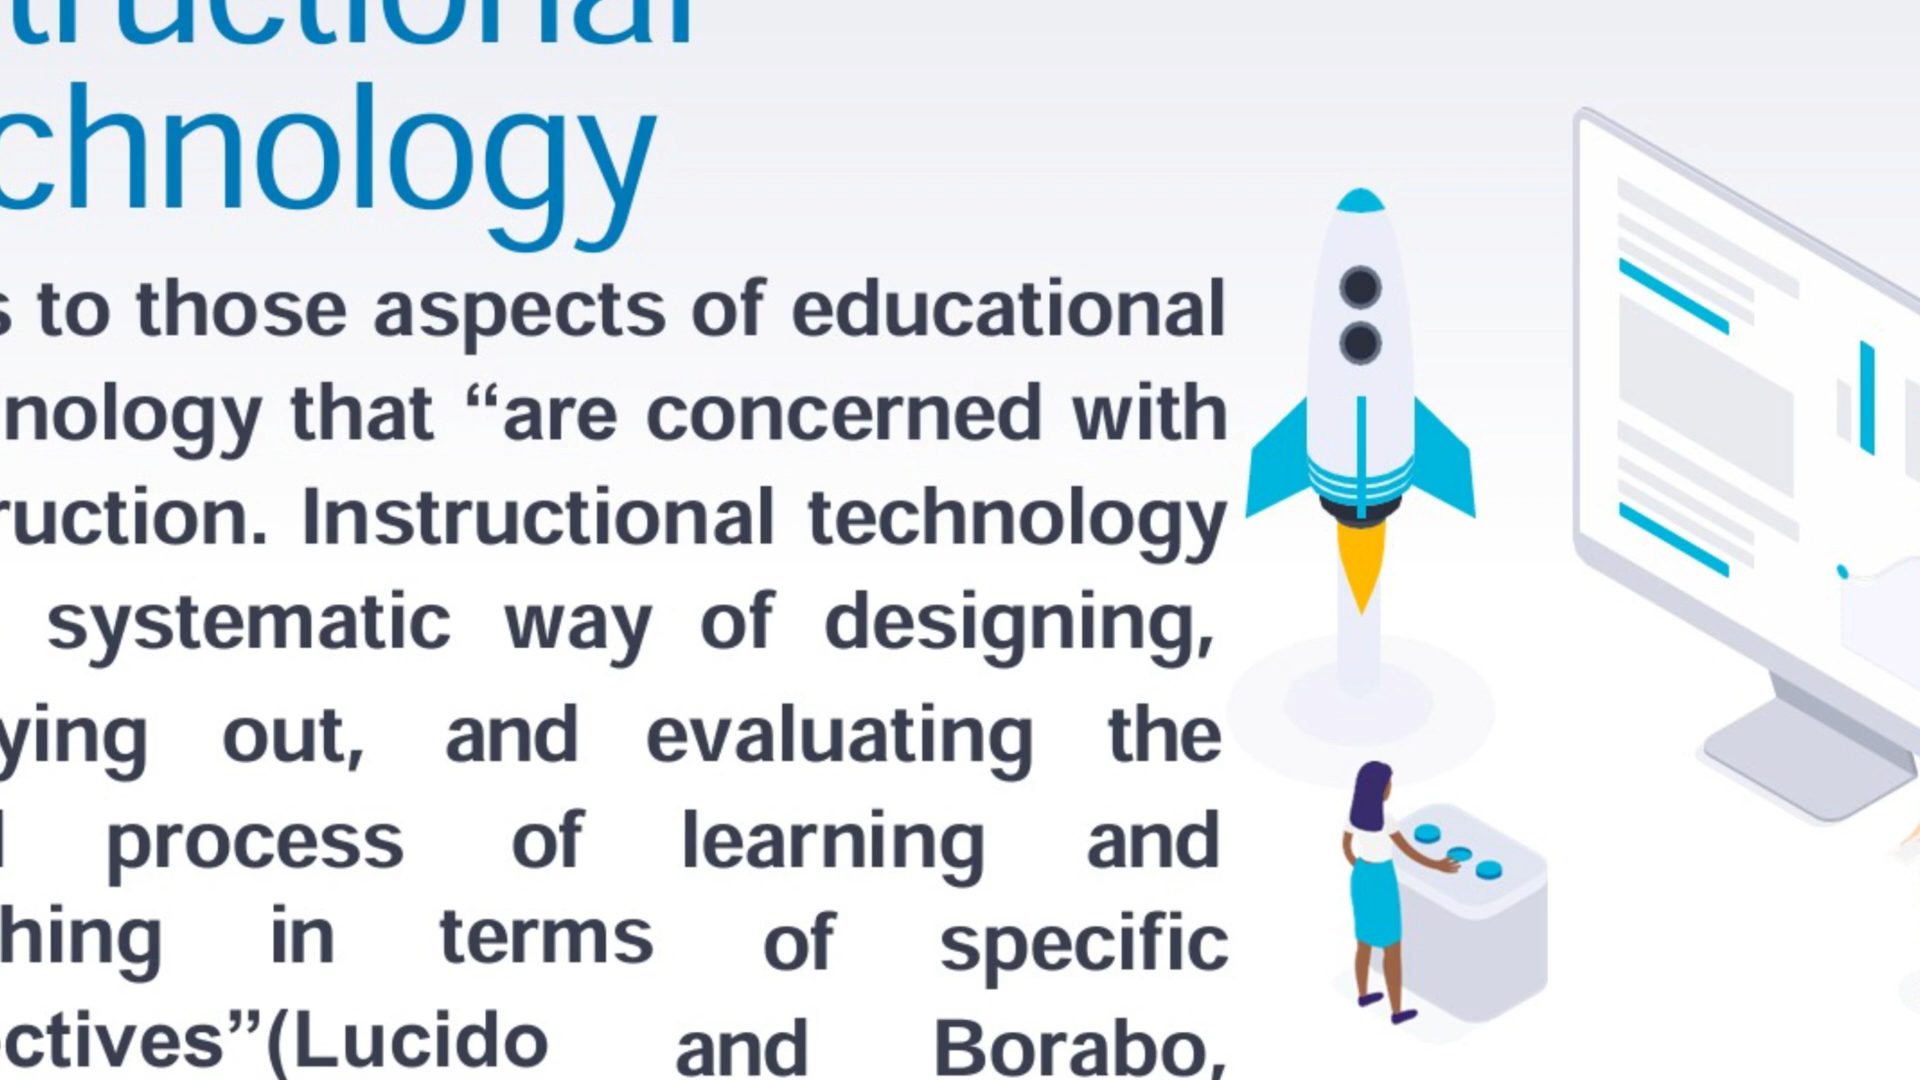 tructional
chnology
s to those aspects of educational
nology that “are concerned with
ruction. Instructional technology
systematic way of designing,
ying out, and evaluating the
l process of learning and
hing in terms of specific
ctives”(Lucido and Borabo,